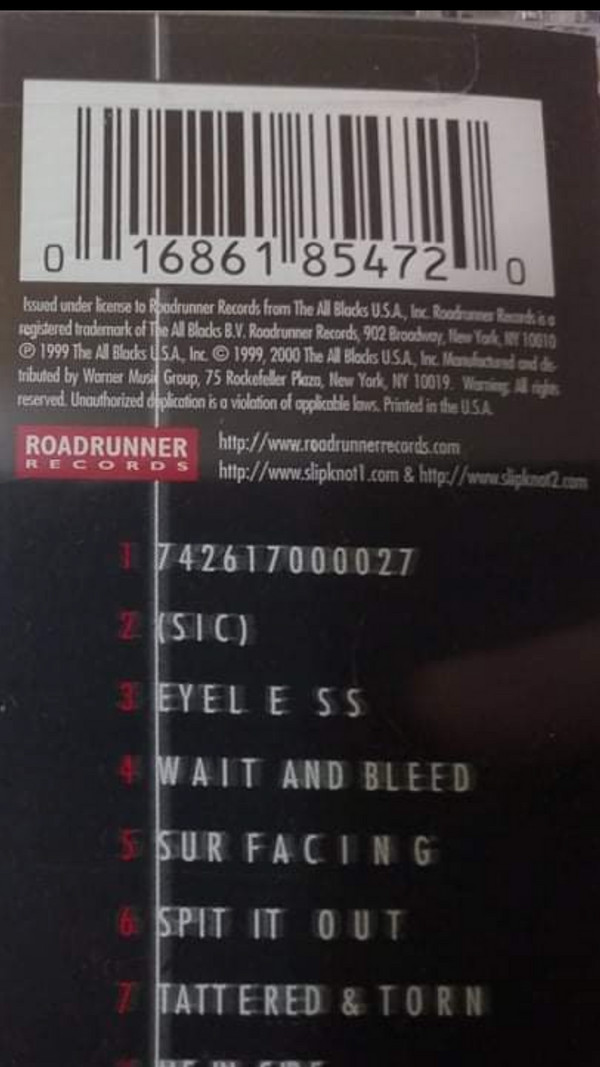 0 16861 85472 0
Issued under license to Roadrunner Records from The All Blacks U.S.A., Inc. Roadrunner Records is a
registered trademark of The All Blacks B.V. Roadrunner Records, 902 Broadway, New York, NY 10010
℗ 1999 The All Blacks U.S.A., Inc. © 1999, 2000 The All Blacks U.S.A., Inc. Manufactured and dis-
tributed by Warner Music Group, 75 Rockefeller Plaza, New York, NY 10019. Warning: All rights
reserved. Unauthorized duplication is a violation of applicable laws. Printed in the U.S.A.
ROADRUNNER
RECORDS
http://www.roadrunnerrecords.com
http://www.slipknot1.com & http://www.slipknot2.com
1 742617000027
2 (SIC)
3 EYELESS
4 WAIT AND BLEED
5 SURFACING
6 SPIT IT OUT
7 TATTERED & TORN